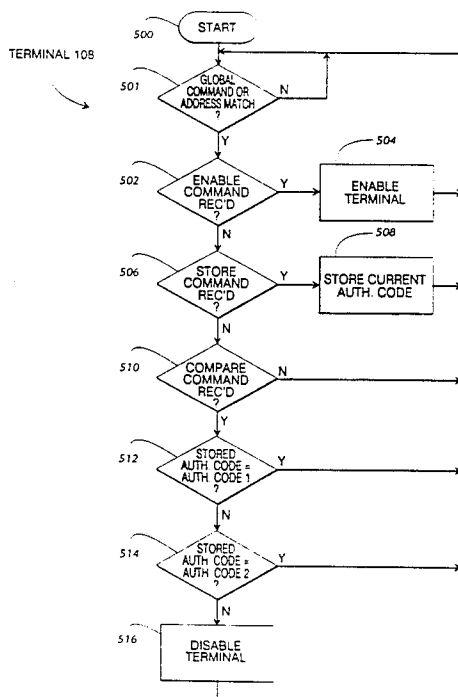 500
START
TERMINAL 108
501
GLOBAL
COMMAND OR
ADDRESS MATCH
?
N
Y
502
ENABLE
COMMAND
REC'D
?
Y
504
ENABLE
TERMINAL
N
506
STORE
COMMAND
REC'D
?
Y
508
STORE CURRENT
AUTH. CODE
N
510
COMPARE
COMMAND
REC'D
?
N
Y
512
STORED
AUTH. CODE =
AUTH. CODE 1
?
Y
N
514
STORED
AUTH CODE =
AUTH CODE 2
?
Y
N
516
DISABLE
TERMINAL